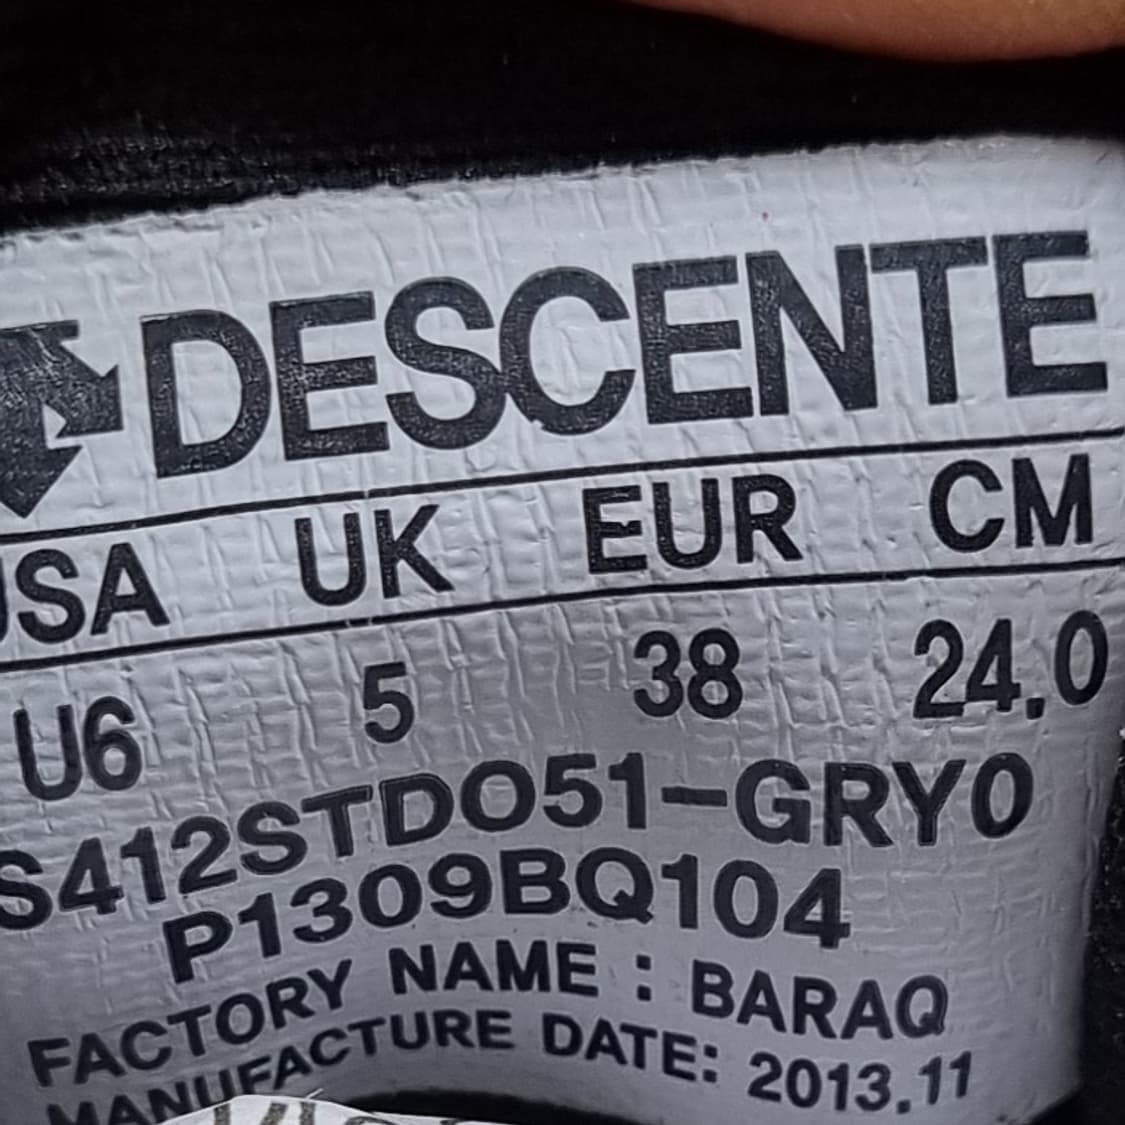 DESCENTE
USA UK EUR CM
U6 5 38 24.0
S412STDO51-GRY0
P1309BQ104
FACTORY NAME : BARAQ
MANUFACTURE DATE: 2013.11